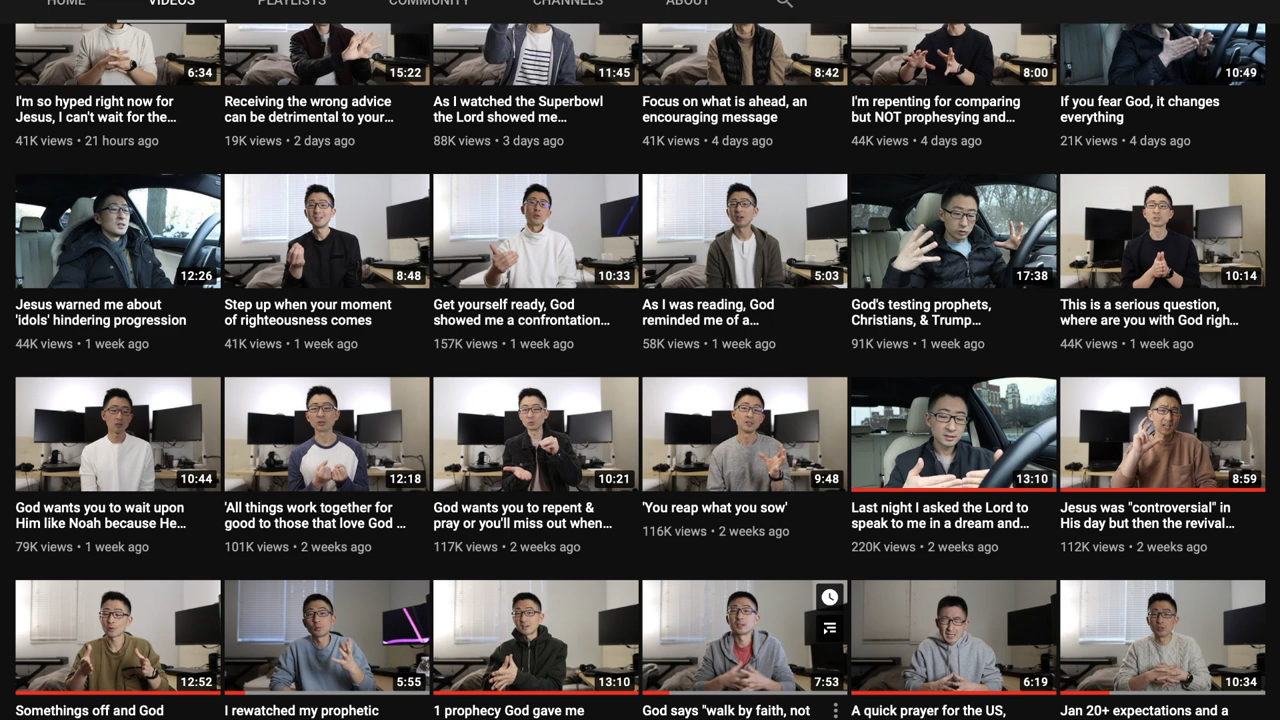 HOME VIDEOS PLAYLISTS COMMUNITY CHANNELS ABOUT
6:34 15:22 11:45 8:42 8:00 10:49
I'm so hyped right now for
Jesus, I can't wait for the...
41K views • 21 hours ago
Receiving the wrong advice
can be detrimental to your...
19K views • 2 days ago
As I watched the Superbowl
the Lord showed me...
88K views • 3 days ago
Focus on what is ahead, an
encouraging message
41K views • 4 days ago
I'm repenting for comparing
but NOT prophesying and...
44K views • 4 days ago
If you fear God, it changes
everything
21K views • 4 days ago
12:26 8:48 10:33 5:03 17:38 10:14
Jesus warned me about
'idols' hindering progression
44K views • 1 week ago
Step up when your moment
of righteousness comes
41K views • 1 week ago
Get yourself ready, God
showed me a confrontation...
157K views • 1 week ago
As I was reading, God
reminded me of a...
58K views • 1 week ago
God's testing prophets,
Christians, & Trump...
91K views • 1 week ago
This is a serious question,
where are you with God righ...
44K views • 1 week ago
10:44 12:18 10:21 9:48 13:10 8:59
God wants you to wait upon
Him like Noah because He...
79K views • 1 week ago
'All things work together for
good to those that love God ...
101K views • 2 weeks ago
God wants you to repent &
pray or you'll miss out when...
117K views • 2 weeks ago
'You reap what you sow'
116K views • 2 weeks ago
Last night I asked the Lord to
speak to me in a dream and...
220K views • 2 weeks ago
Jesus was "controversial" in
His day but then the revival...
112K views • 2 weeks ago
12:52 5:55 13:10 7:53 6:19 10:34
Somethings off and God
I rewatched my prophetic
1 prophecy God gave me
God says "walk by faith, not
A quick prayer for the US,
Jan 20+ expectations and a